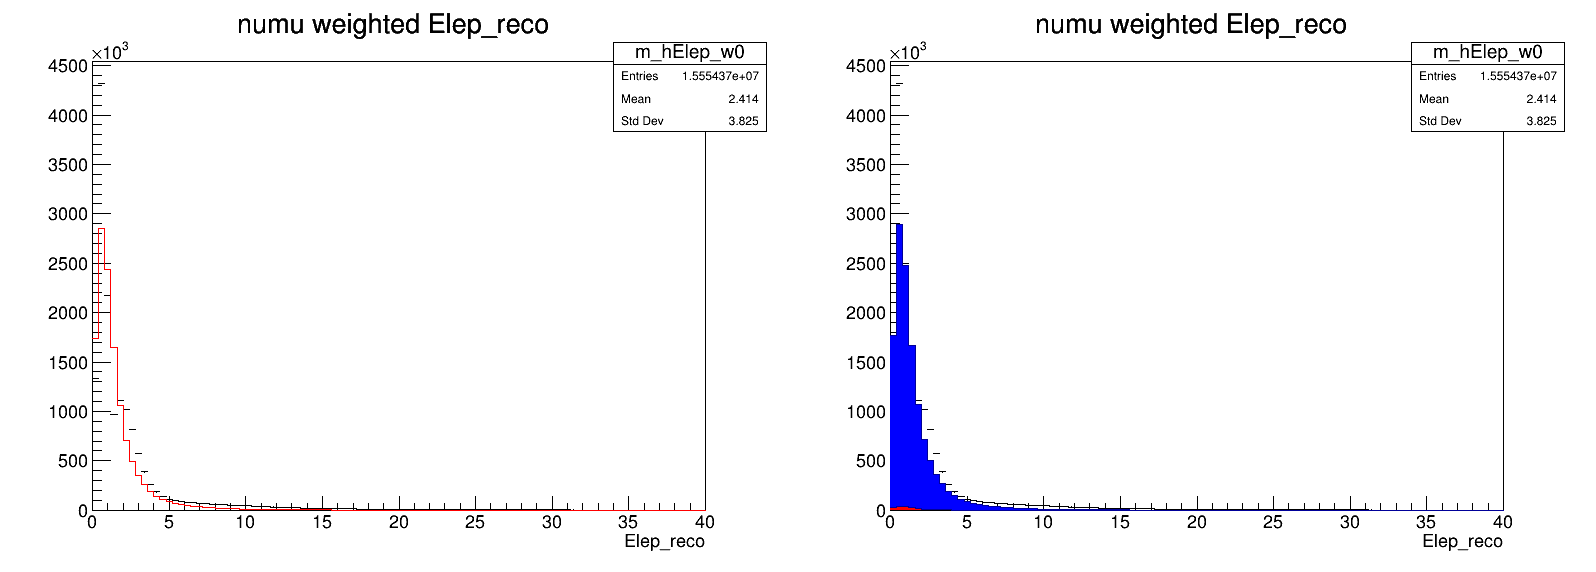 numu weighted Elep_reco
×10³
m_hElep_w0
Entries 1.555437e+07
Mean 2.414
Std Dev 3.825
4500
4000
3500
3000
2500
2000
1500
1000
500
0
0 5 10 15 20 25 30 35 40
Elep_reco
numu weighted Elep_reco
×10³
m_hElep_w0
Entries 1.555437e+07
Mean 2.414
Std Dev 3.825
4500
4000
3500
3000
2500
2000
1500
1000
500
0
0 5 10 15 20 25 30 35 40
Elep_reco